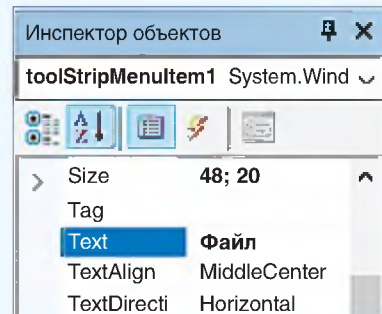 Инспектор объектов
toolStripMenuItem1 System.Wind
Size 48; 20
Tag
Text Файл
TextAlign MiddleCenter
TextDirecti Horizontal